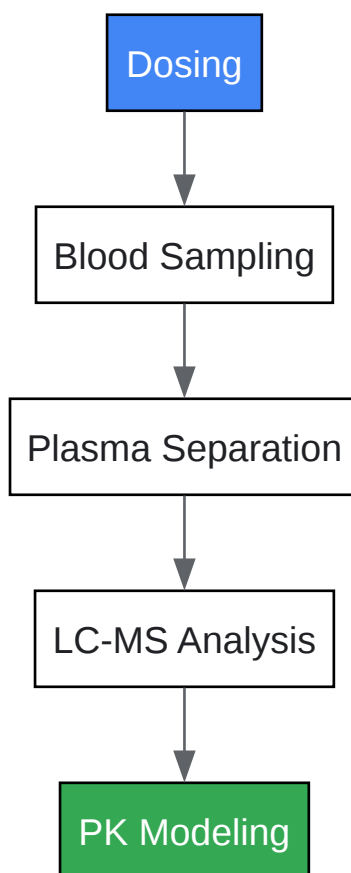 Dosing
Blood Sampling
Plasma Separation
LC-MS Analysis
PK Modeling